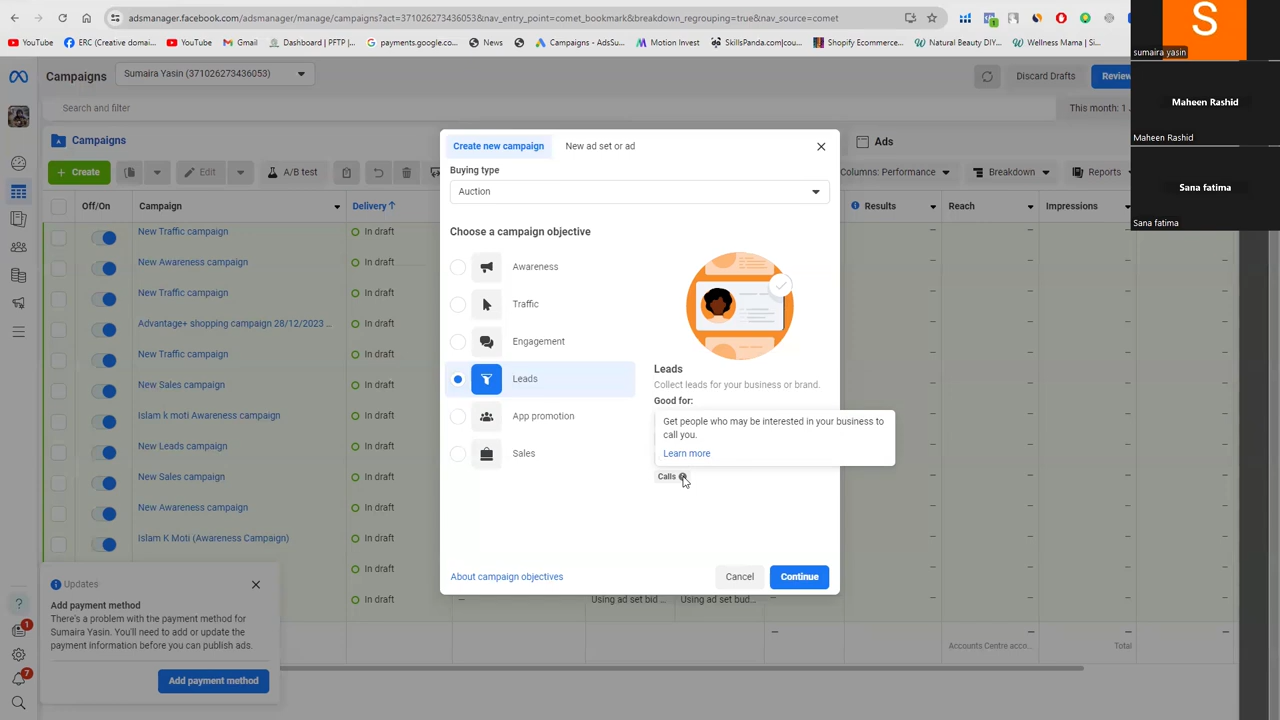 adsmanager.facebook.com/adsmanager/manage/campaigns?act=371026273436053&nav_entry_point=comet_bookmark&breakdown_regrouping=true&nav_source=comet
YouTube
ERC (Creative domai...
YouTube
Gmail
Dashboard | PFTP |...
payments.google.co...
News
Campaigns - AdsSu...
Motion Invest
SkillsPanda.com|cou...
Shopify Ecommerce...
Natural Beauty DIY...
Wellness Mama | Si...
S
sumaira yasin
Maheen Rashid
Maheen Rashid
Sana fatima
Sana fatima
Campaigns
Sumaira Yasin (371026273436053)
Discard Drafts
Review
Search and filter
This month: 1
Campaigns
Ads
Create
Edit
A/B test
Columns: Performance
Breakdown
Reports
Off/On
Campaign
Delivery
Results
Reach
Impressions
New Traffic campaign
In draft
New Awareness campaign
In draft
New Traffic campaign
In draft
Advantage+ shopping campaign 28/12/2023 ...
In draft
New Traffic campaign
In draft
New Sales campaign
In draft
Islam k moti Awareness campaign
In draft
New Leads campaign
In draft
New Sales campaign
In draft
New Awareness campaign
In draft
Islam K Moti (Awareness Campaign)
In draft
In draft
In draft
Using ad set bid ...
Using ad set bud...
Accounts Centre acco...
Total
Create new campaign
New ad set or ad
Buying type
Auction
Choose a campaign objective
Awareness
Traffic
Engagement
Leads
App promotion
Sales
Leads
Collect leads for your business or brand.
Good for:
Get people who may be interested in your business to
call you.
Learn more
Calls
About campaign objectives
Cancel
Continue
Updates
Add payment method
There's a problem with the payment method for
Sumaira Yasin. You'll need to add or update the
payment information before you can publish ads.
Add payment method
1
7